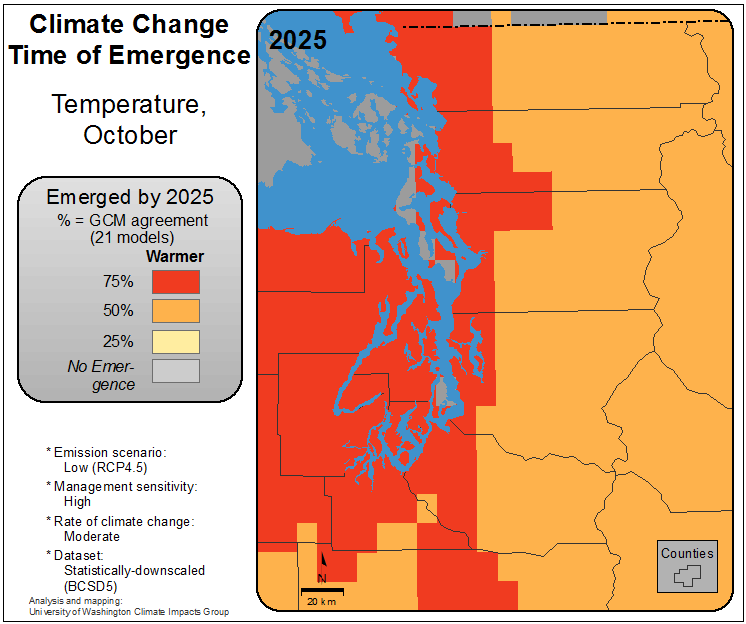 Climate Change
Time of Emergence
Temperature,
October
Emerged by 2025
% = GCM agreement
(21 models)
Warmer
75%
50%
25%
No Emer-
gence
* Emission scenario:
Low (RCP4.5)
* Management sensitivity:
High
* Rate of climate change:
Moderate
* Dataset:
Statistically-downscaled
(BCSD5)
Analysis and mapping:
University of Washington Climate Impacts Group
2025
N
20 km
Counties